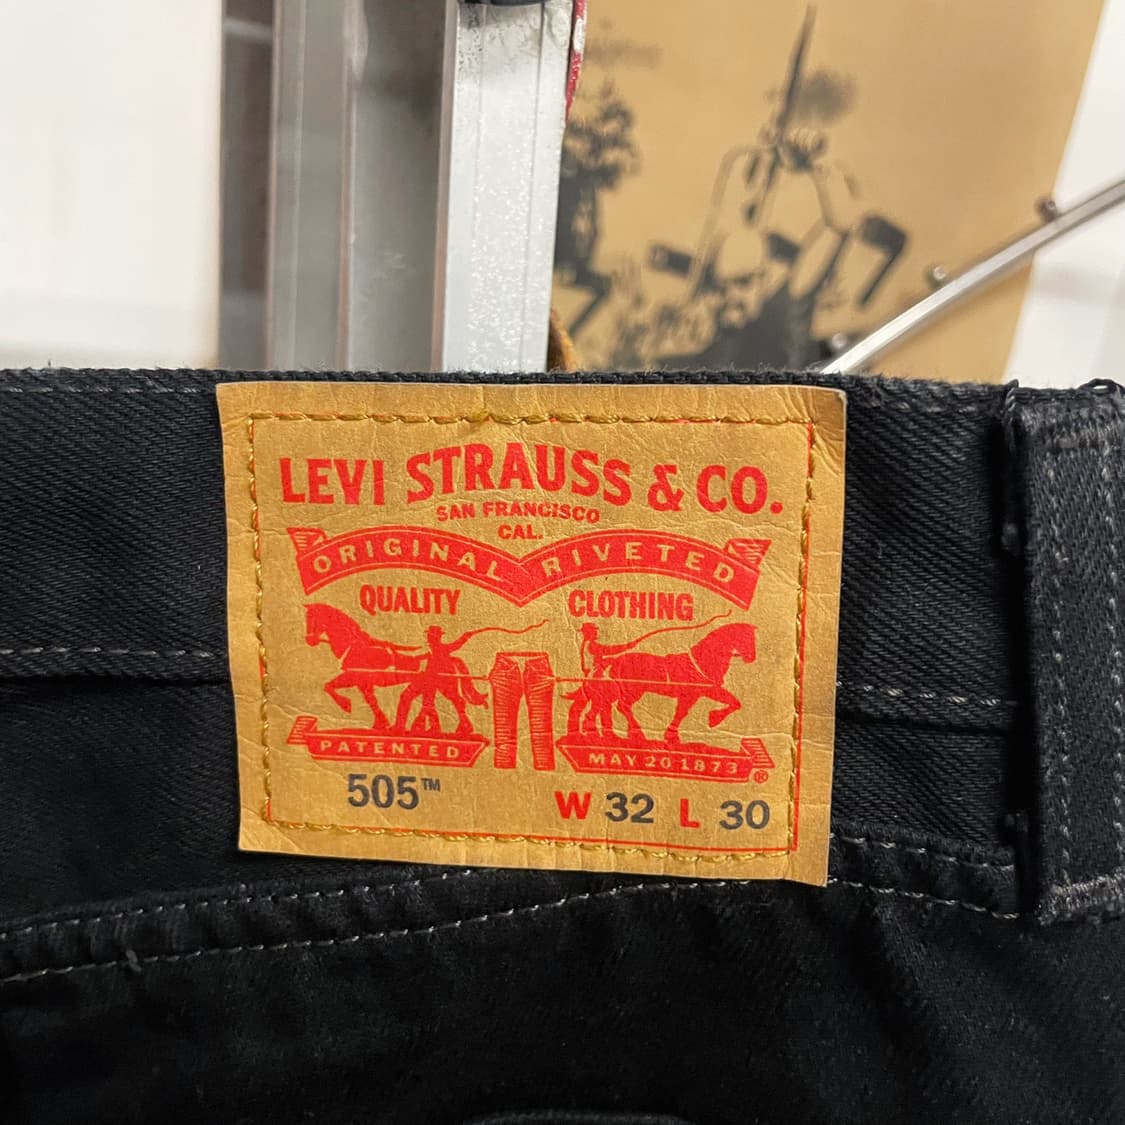 LEVI STRAUSS & CO.
SAN FRANCISCO
CAL.
ORIGINAL RIVETED
QUALITY CLOTHING
PATENTED MAY 20 1873 ®
505™ W 32 L 30